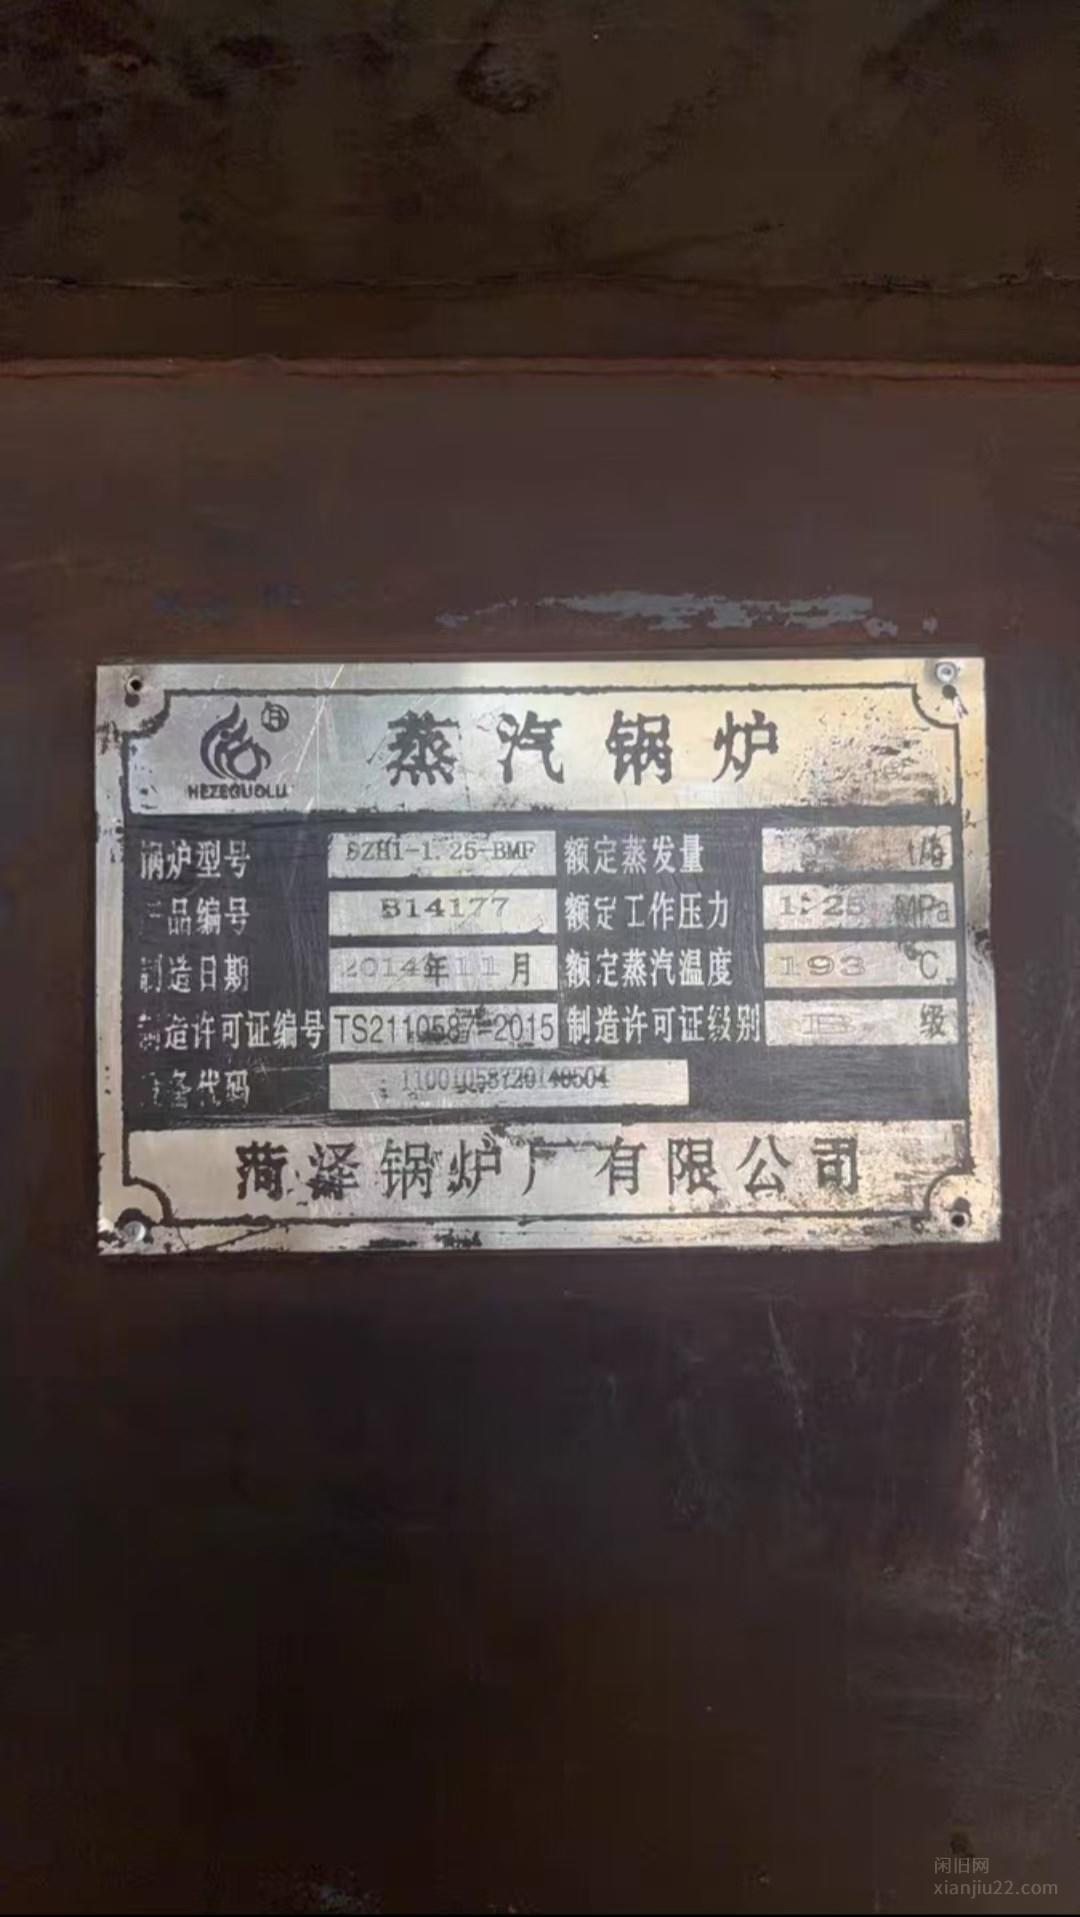 HEZEGUOLU
蒸汽锅炉
锅炉型号 DZH1-1.25-BMF 额定蒸发量 t/h
产品编号 B14177 额定工作压力 1.25 MPa
制造日期 2014年11月 额定蒸汽温度 193 ℃
制造许可证编号 TS2110587-2015 制造许可证级别 B 级
设备代码 11001058720140504
菏泽锅炉厂有限公司
闲旧网
xianjiu22.com